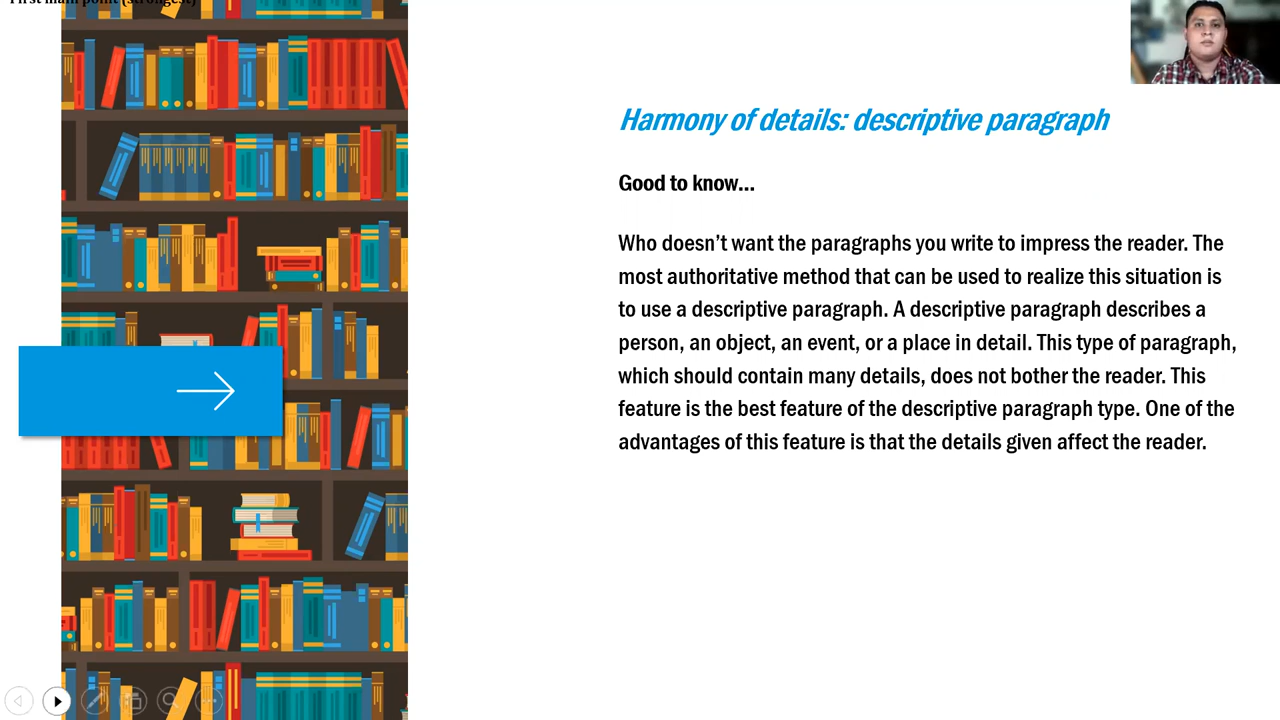 First main point (strongest)
Harmony of details: descriptive paragraph
Good to know...
Who doesn't want the paragraphs you write to impress the reader. The
most authoritative method that can be used to realize this situation is
to use a descriptive paragraph. A descriptive paragraph describes a
person, an object, an event, or a place in detail. This type of paragraph,
which should contain many details, does not bother the reader. This
feature is the best feature of the descriptive paragraph type. One of the
advantages of this feature is that the details given affect the reader.